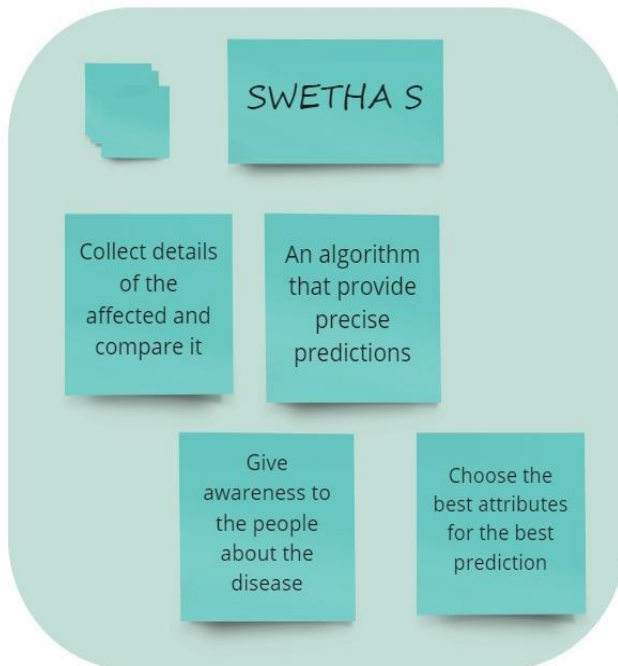 SWETHA S
Collect details
of the
affected and
compare it
An algorithm
that provide
precise
predictions
Give
awareness to
the people
about the
disease
Choose the
best attributes
for the best
prediction